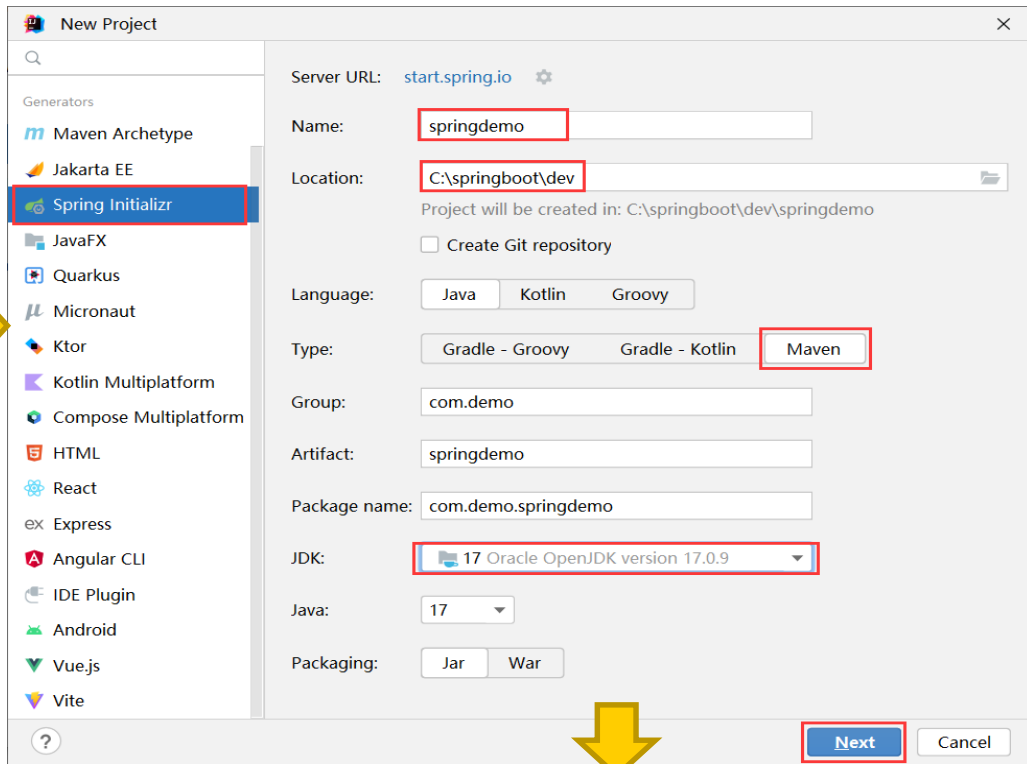 New Project
Generators
Maven Archetype
Jakarta EE
Spring Initializr
JavaFX
Quarkus
Micronaut
Ktor
Kotlin Multiplatform
Compose Multiplatform
HTML
React
ex Express
Angular CLI
IDE Plugin
Android
Vue.js
Vite
Server URL: start.spring.io
Name: springdemo
Location: C:\springboot\dev
Project will be created in: C:\springboot\dev\springdemo
Create Git repository
Language: Java Kotlin Groovy
Type: Gradle - Groovy Gradle - Kotlin Maven
Group: com.demo
Artifact: springdemo
Package name: com.demo.springdemo
JDK: 17 Oracle OpenJDK version 17.0.9
Java: 17
Packaging: Jar War
? Next Cancel